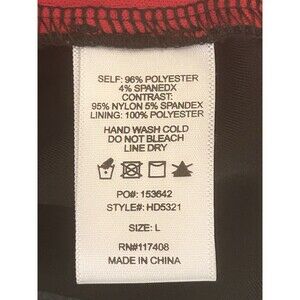 SELF: 96% POLYESTER
4% SPANEDX
CONTRAST:
95% NYLON 5% SPANDEX
LINING: 100% POLYESTER
HAND WASH COLD
DO NOT BLEACH
LINE DRY
PO#: 153642
STYLE#: HD5321
SIZE: L
RN#117408
MADE IN CHINA